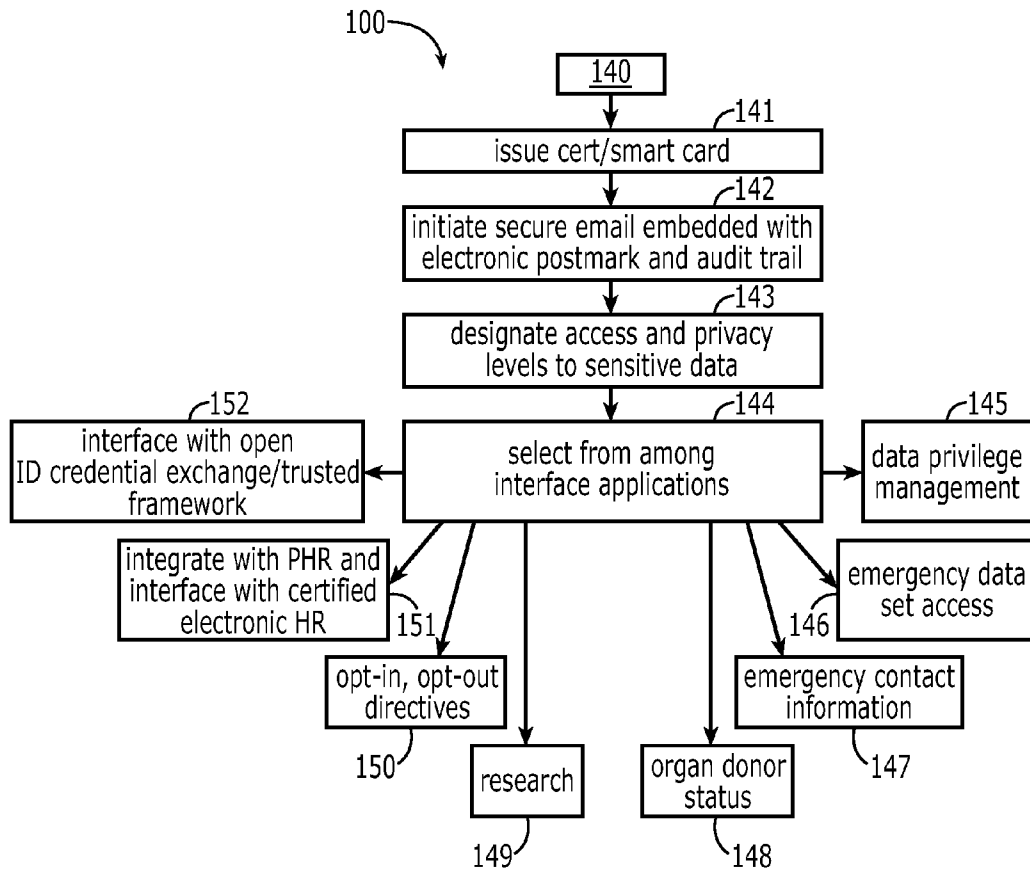 100
140
141
issue cert/smart card
142
initiate secure email embedded with
electronic postmark and audit trail
143
designate access and privacy
levels to sensitive data
152
144
145
interface with open
ID credential exchange/trusted
framework
select from among
interface applications
data privilege
management
integrate with PHR and
interface with certified
electronic HR
151
146
emergency data
set access
opt-in, opt-out
directives
150
emergency contact
information
147
research
149
organ donor
status
148